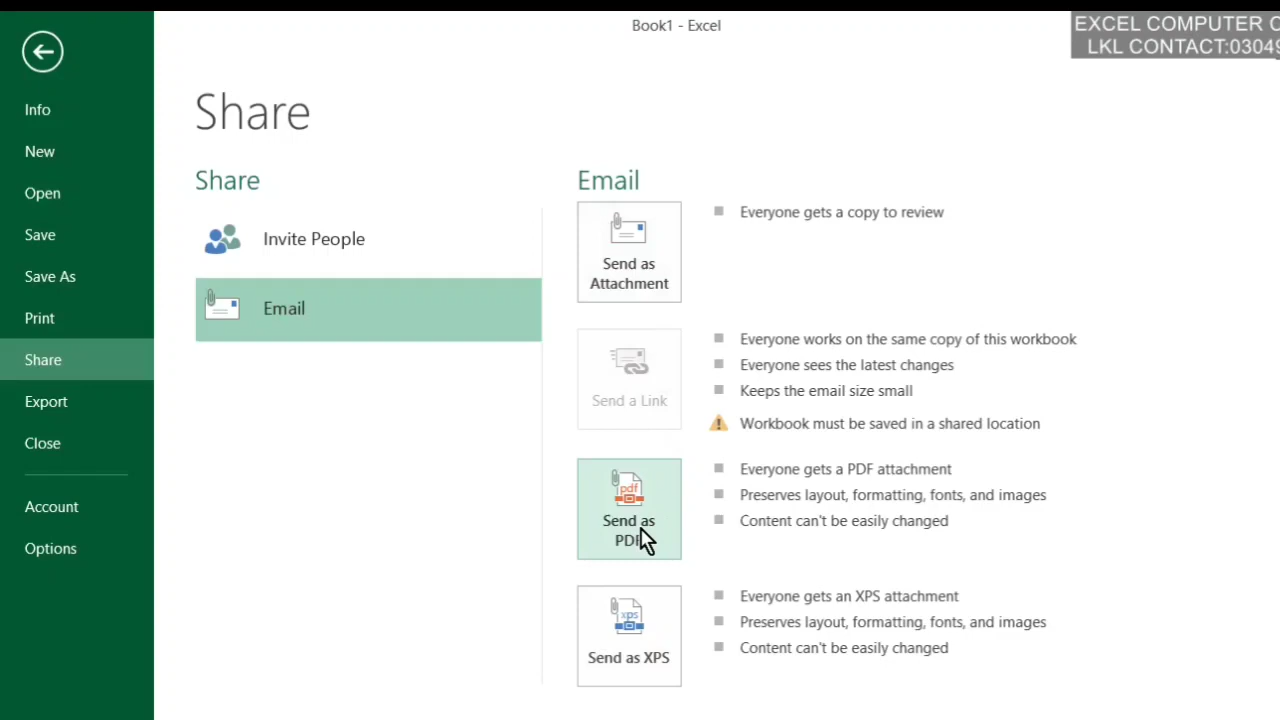 Book1 - Excel
EXCEL COMPUTER
LKL CONTACT:03049
Info
New
Open
Save
Save As
Print
Share
Export
Close
Account
Options
Share
Share
Invite People
Email
Email
Send as
Attachment
Everyone gets a copy to review
Send a Link
Everyone works on the same copy of this workbook
Everyone sees the latest changes
Keeps the email size small
Workbook must be saved in a shared location
pdf
Send as
PDF
Everyone gets a PDF attachment
Preserves layout, formatting, fonts, and images
Content can't be easily changed
xps
Send as XPS
Everyone gets an XPS attachment
Preserves layout, formatting, fonts, and images
Content can't be easily changed